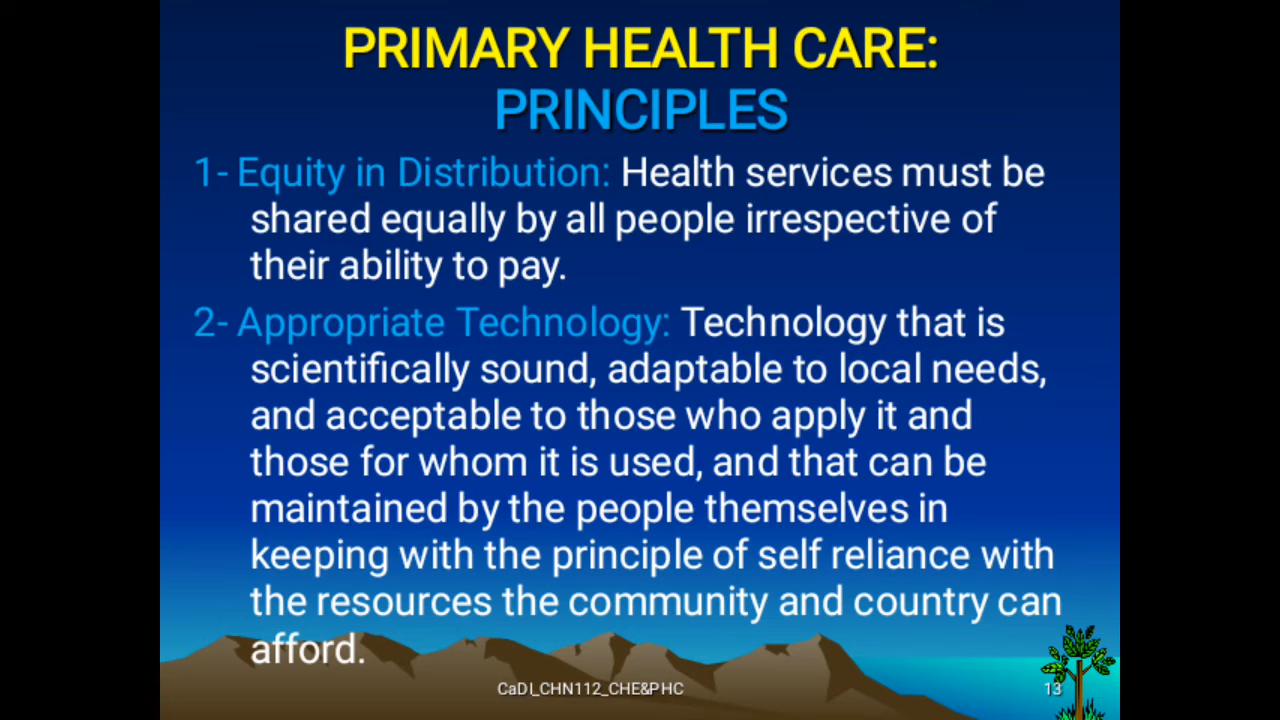 PRIMARY HEALTH CARE:
PRINCIPLES
1- Equity in Distribution: Health services must be
shared equally by all people irrespective of
their ability to pay.
2- Appropriate Technology: Technology that is
scientifically sound, adaptable to local needs,
and acceptable to those who apply it and
those for whom it is used, and that can be
maintained by the people themselves in
keeping with the principle of self reliance with
the resources the community and country can
afford.
CaDI_CHN112_CHE&PHC
13